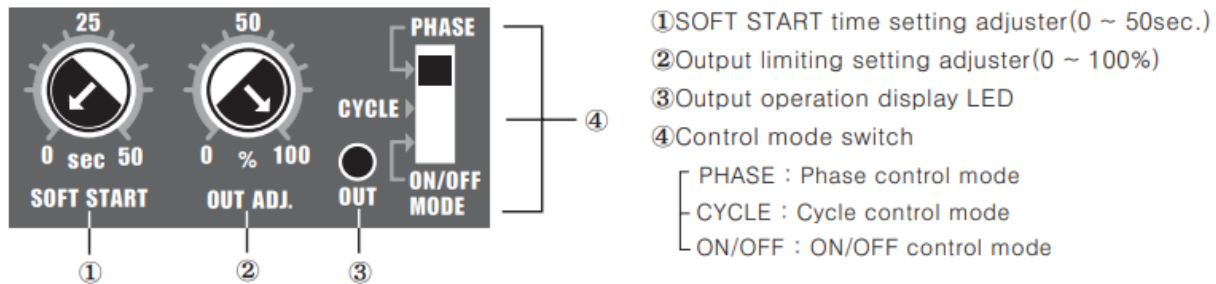 25
50
PHASE
CYCLE
0 sec 50
0 % 100
ON/OFF
MODE
SOFT START
OUT ADJ.
OUT
①
②
③
④
①SOFT START time setting adjuster(0 ~ 50sec.)
②Output limiting setting adjuster(0 ~ 100%)
③Output operation display LED
④Control mode switch
PHASE : Phase control mode
CYCLE : Cycle control mode
ON/OFF : ON/OFF control mode